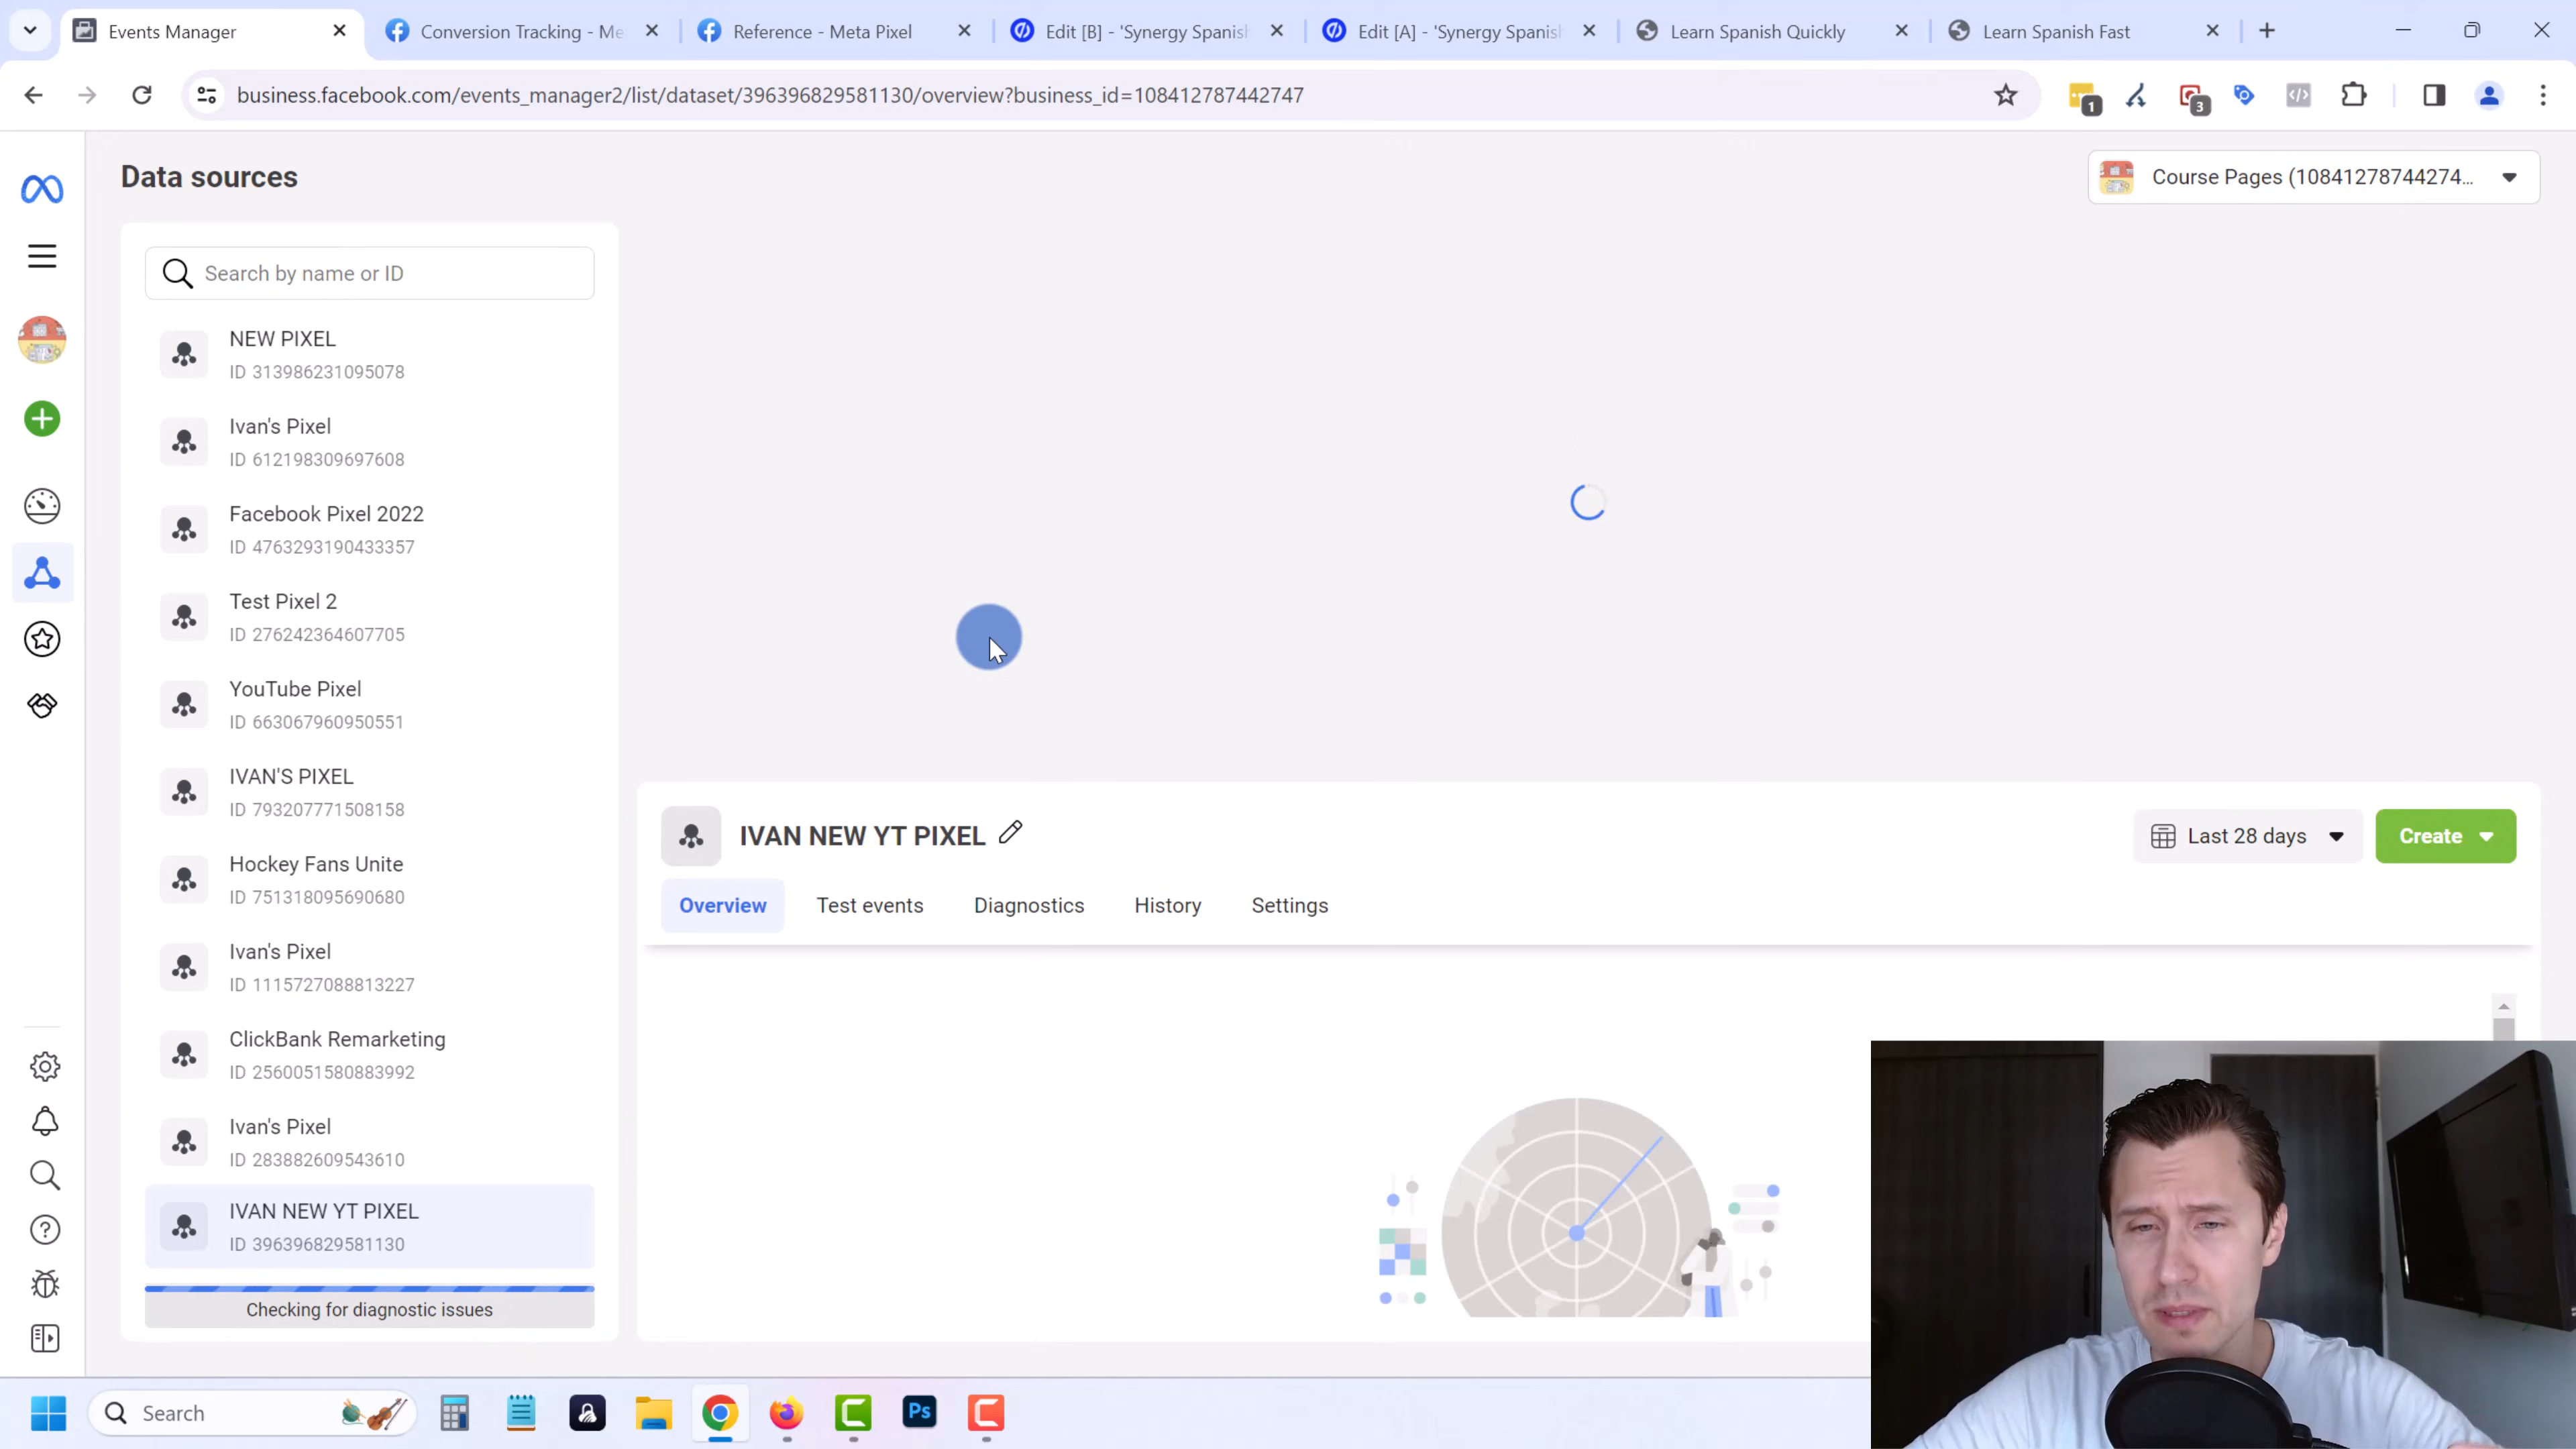 Events Manager
Conversion Tracking - Me
Reference - Meta Pixel
Edit [B] - 'Synergy Spanish
Edit [A] - 'Synergy Spanish
Learn Spanish Quickly
Learn Spanish Fast
business.facebook.com/events_manager2/list/dataset/396396829581130/overview?business_id=108412787442747
1
3
Data sources
Course Pages (10841278744274...
Search by name or ID
NEW PIXEL
ID 313986231095078
Ivan's Pixel
ID 612198309697608
Facebook Pixel 2022
ID 4763293190433357
Test Pixel 2
ID 276242364607705
YouTube Pixel
ID 663067960950551
IVAN'S PIXEL
ID 793207771508158
Hockey Fans Unite
ID 751318095690680
Ivan's Pixel
ID 1115727088813227
ClickBank Remarketing
ID 2560051580883992
Ivan's Pixel
ID 283882609543610
IVAN NEW YT PIXEL
ID 396396829581130
Checking for diagnostic issues
IVAN NEW YT PIXEL
Last 28 days
Create
Overview
Test events
Diagnostics
History
Settings
Search
Ps